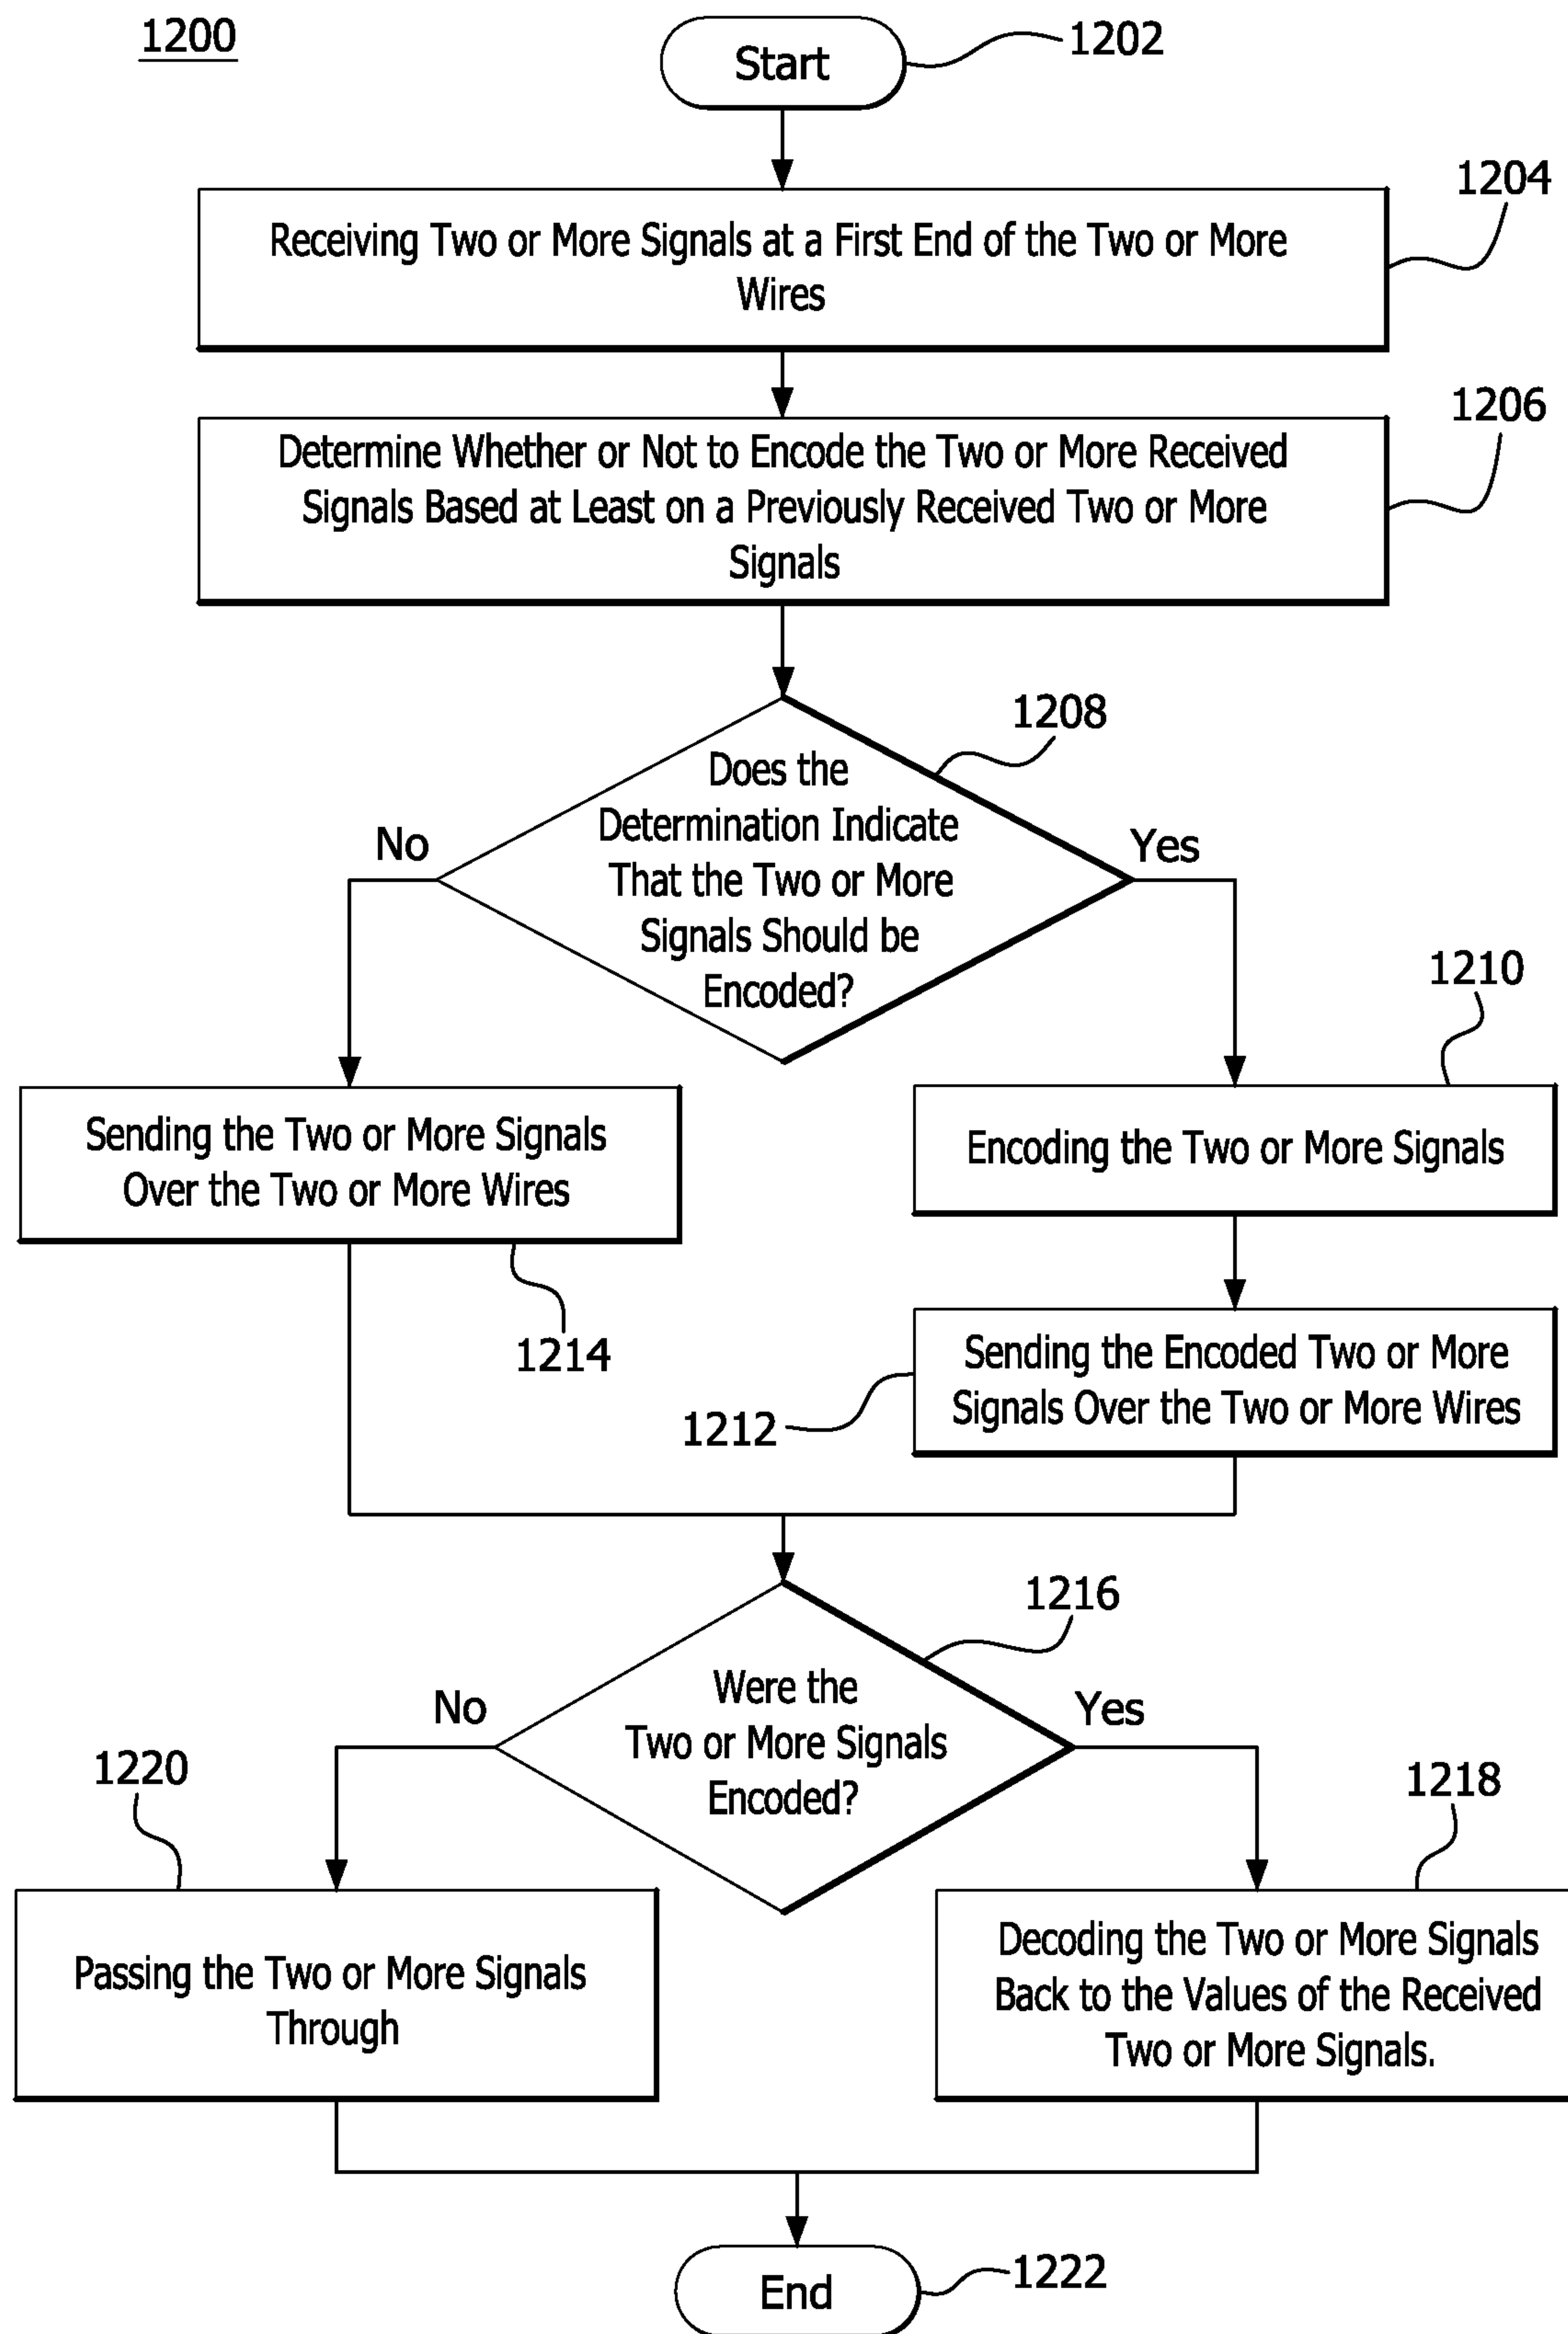 1200
Start
1202
1204
Receiving Two or More Signals at a First End of the Two or More
Wires
1206
Determine Whether or Not to Encode the Two or More Received
Signals Based at Least on a Previously Received Two or More
Signals
1208
Does the
Determination Indicate
That the Two or More
Signals Should be
Encoded?
No
Yes
1210
Sending the Two or More Signals
Over the Two or More Wires
1214
Encoding the Two or More Signals
Sending the Encoded Two or More
Signals Over the Two or More Wires
1212
1216
Were the
Two or More Signals
Encoded?
No
Yes
1220
1218
Passing the Two or More Signals
Through
Decoding the Two or More Signals
Back to the Values of the Received
Two or More Signals.
End
1222